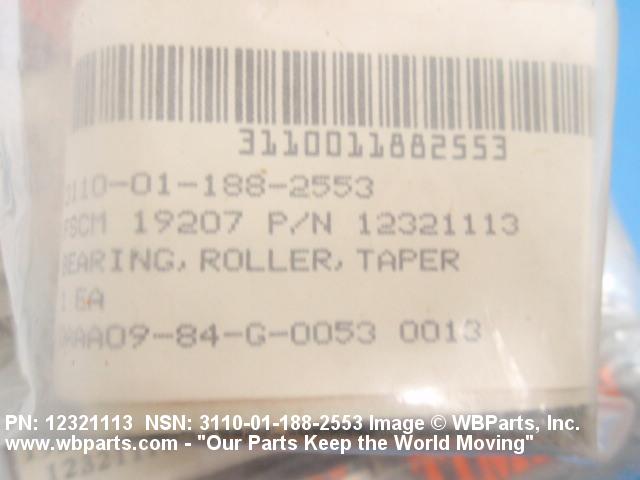 3110011882553
3110-01-188-2553
FSCM 19207 P/N 12321113
BEARING, ROLLER, TAPER
1 EA
DAAA09-84-G-0053 0013
PN: 12321113 NSN: 3110-01-188-2553 Image © WBParts, Inc.
www.wbparts.com - "Our Parts Keep the World Moving"